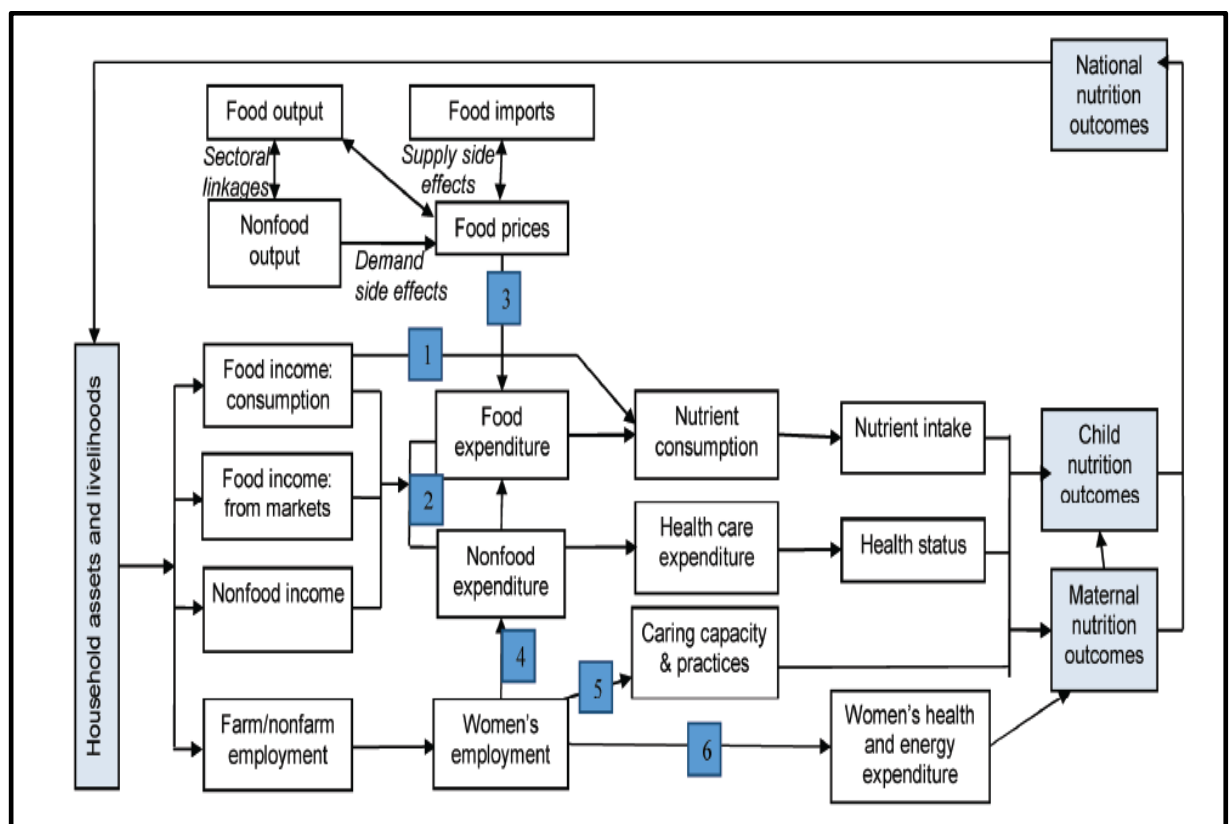 National
nutrition
outcomes
Food output
Food imports
Sectoral
linkages
Supply side
effects
Nonfood
output
Food prices
Demand
side effects
3
1
Food income:
consumption
Food
expenditure
Nutrient
consumption
Nutrient intake
Child
nutrition
outcomes
Household assets and livelihoods
Food income:
from markets
2
Nonfood
expenditure
Health care
expenditure
Health status
Nonfood income
Maternal
nutrition
outcomes
4
5
Caring capacity
& practices
Farm/nonfarm
employment
Women's
employment
6
Women's health
and energy
expenditure